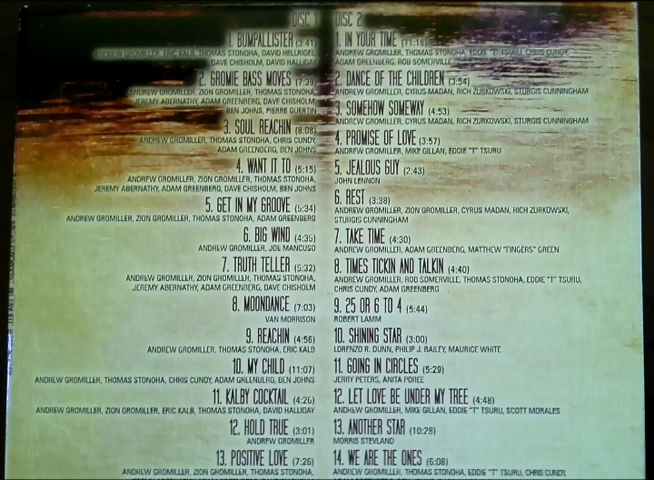 DISC 1
1. BUMPALLISTER (3:41)
ANDREW GROMILLER, ERIC KALB, THOMAS STONOHA, DAVID HELLRIGEL,
DAVE CHISHOLM, DAVID HALLIDAY
2. GROMIE BASS MOVES (7:39)
ANDREW GROMILLER, ZION GROMILLER, THOMAS STONOHA,
JEREMY ABERNATHY, ADAM GREENBERG, DAVE CHISHOLM,
BEN JOHNS, PIERRE GUERTIN
3. SOUL REACHIN (8:08)
ANDREW GROMILLER, THOMAS STONOHA, CHRIS CUNDY,
ADAM GREENBERG, BEN JOHNS
4. WANT IT TO (5:15)
ANDREW GROMILLER, ZION GROMILLER, THOMAS STONOHA,
JEREMY ABERNATHY, ADAM GREENBERG, DAVE CHISHOLM, BEN JOHNS
5. GET IN MY GROOVE (5:34)
ANDREW GROMILLER, ZION GROMILLER, THOMAS STONOHA, ADAM GREENBERG
6. BIG WIND (4:35)
ANDREW GROMILLER, JOE MANCUSO
7. TRUTH TELLER (5:32)
ANDREW GROMILLER, ZION GROMILLER, THOMAS STONOHA,
JEREMY ABERNATHY, ADAM GREENBERG, DAVE CHISHOLM
8. MOONDANCE (7:03)
VAN MORRISON
9. REACHIN (4:56)
ANDREW GROMILLER, THOMAS STONOHA, ERIC KALB
10. MY CHILD (11:07)
ANDREW GROMILLER, THOMAS STONOHA, CHRIS CUNDY, ADAM GREENBERG, BEN JOHNS
11. KALBY COCKTAIL (4:26)
ANDREW GROMILLER, ZION GROMILLER, ERIC KALB, THOMAS STONOHA, DAVID HALLIDAY
12. HOLD TRUE (3:01)
ANDREW GROMILLER
13. POSITIVE LOVE (7:26)
ANDREW GROMILLER, ZION GROMILLER, THOMAS STONOHA,
DISC 2
1. IN YOUR TIME (11:18)
ANDREW GROMILLER, THOMAS STONOHA, EDDIE "T" TSURU, CHRIS CUNDY,
ADAM GREENBERG, ROB SOMERVILLE
2. DANCE OF THE CHILDREN (3:54)
ANDREW GROMILLER, CYRUS MADAN, RICH ZURKOWSKI, STURGIS CUNNINGHAM
3. SOMEHOW SOMEWAY (4:53)
ANDREW GROMILLER, CYRUS MADAN, RICH ZURKOWSKI, STURGIS CUNNINGHAM
4. PROMISE OF LOVE (3:57)
ANDREW GROMILLER, MIKE GILLAN, EDDIE "T" TSURU
5. JEALOUS GUY (2:43)
JOHN LENNON
6. REST (3:38)
ANDREW GROMILLER, ZION GROMILLER, CYRUS MADAN, RICH ZURKOWSKI,
STURGIS CUNNINGHAM
7. TAKE TIME (4:30)
ANDREW GROMILLER, ADAM GREENBERG, MATTHEW "FINGERS" GREEN
8. TIMES TICKIN AND TALKIN (4:40)
ANDREW GROMILLER, ROB SOMERVILLE, THOMAS STONOHA, EDDIE "T" TSURU,
CHRIS CUNDY, ADAM GREENBERG
9. 25 OR 6 TO 4 (5:44)
ROBERT LAMM
10. SHINING STAR (3:00)
LORENZO R. DUNN, PHILIP J. BAILEY, MAURICE WHITE
11. GOING IN CIRCLES (5:29)
JERRY PETERS, ANITA POREE
12. LET LOVE BE UNDER MY TREE (4:48)
ANDREW GROMILLER, MIKE GILLAN, EDDIE "T" TSURU, SCOTT MORALES
13. ANOTHER STAR (10:28)
MORRIS STEVLAND
14. WE ARE THE ONES (6:08)
ANDREW GROMILLER, THOMAS STONOHA, EDDIE "T" TSURU, CHRIS CUNDY,